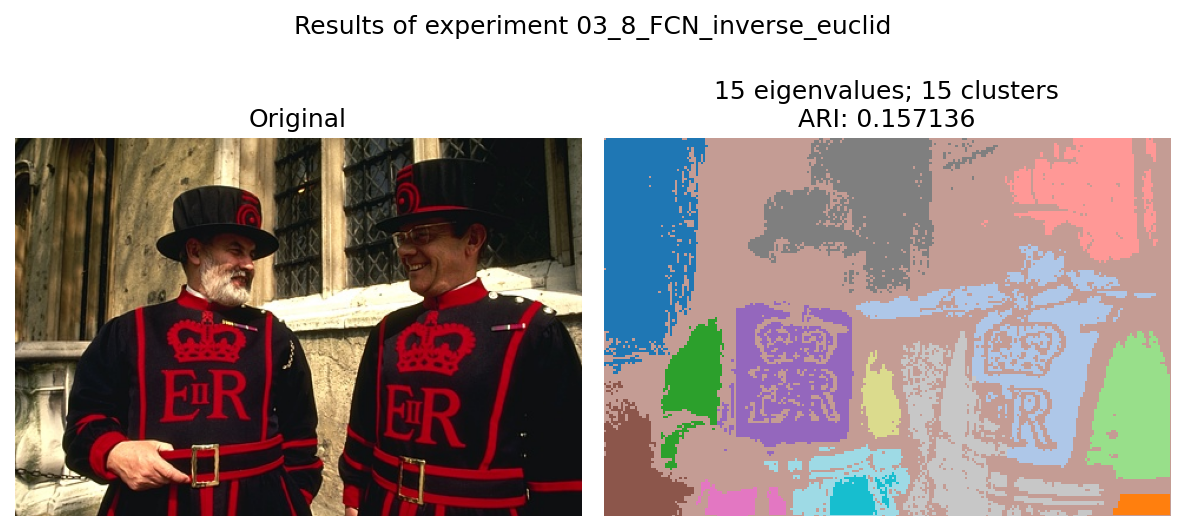 Results of experiment 03_8_FCN_inverse_euclid
Original
15 eigenvalues; 15 clusters
ARI: 0.157136
EIIR
EIIR
R